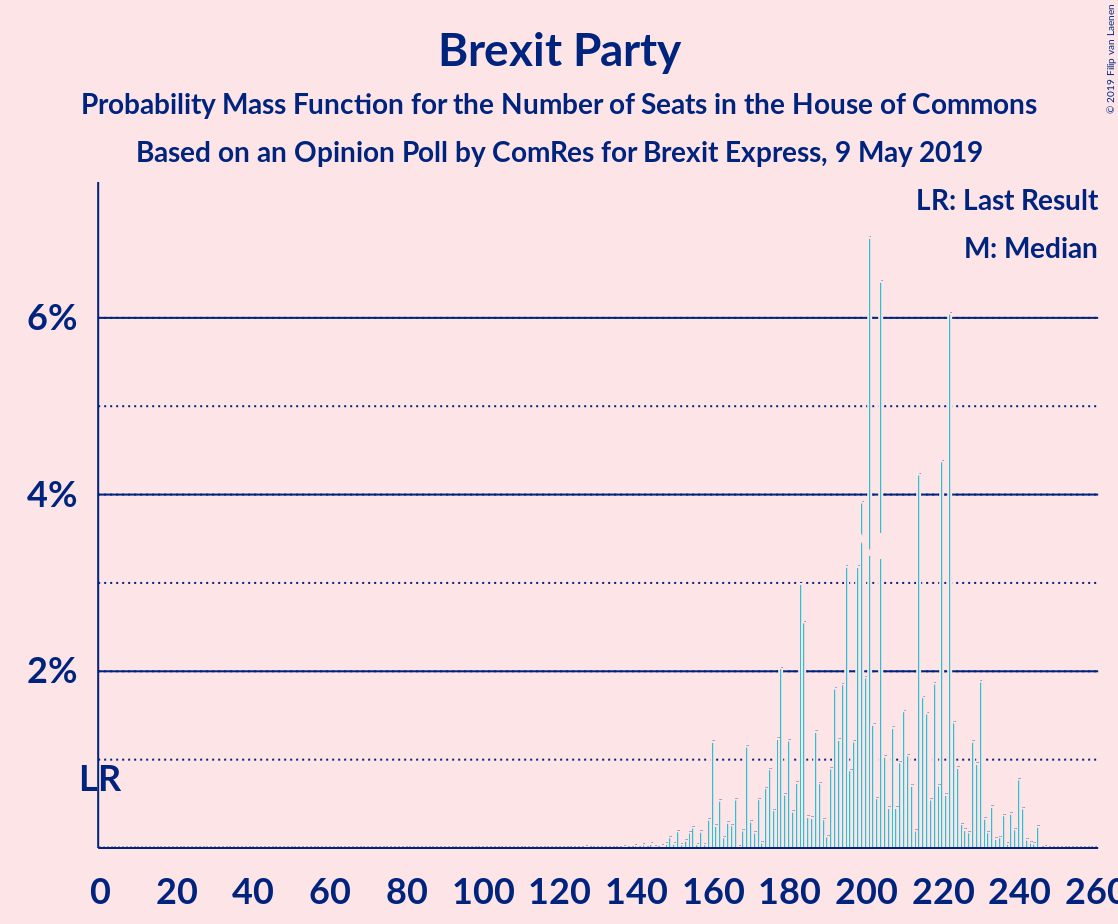 Brexit Party
Probability Mass Function for the Number of Seats in the House of Commons
Based on an Opinion Poll by ComRes for Brexit Express, 9 May 2019
© 2019 Filip van Laenen
LR: Last Result
M: Median
6%
4%
2%
LR
0 20 40 60 80 100 120 140 160 180 200 220 240 260